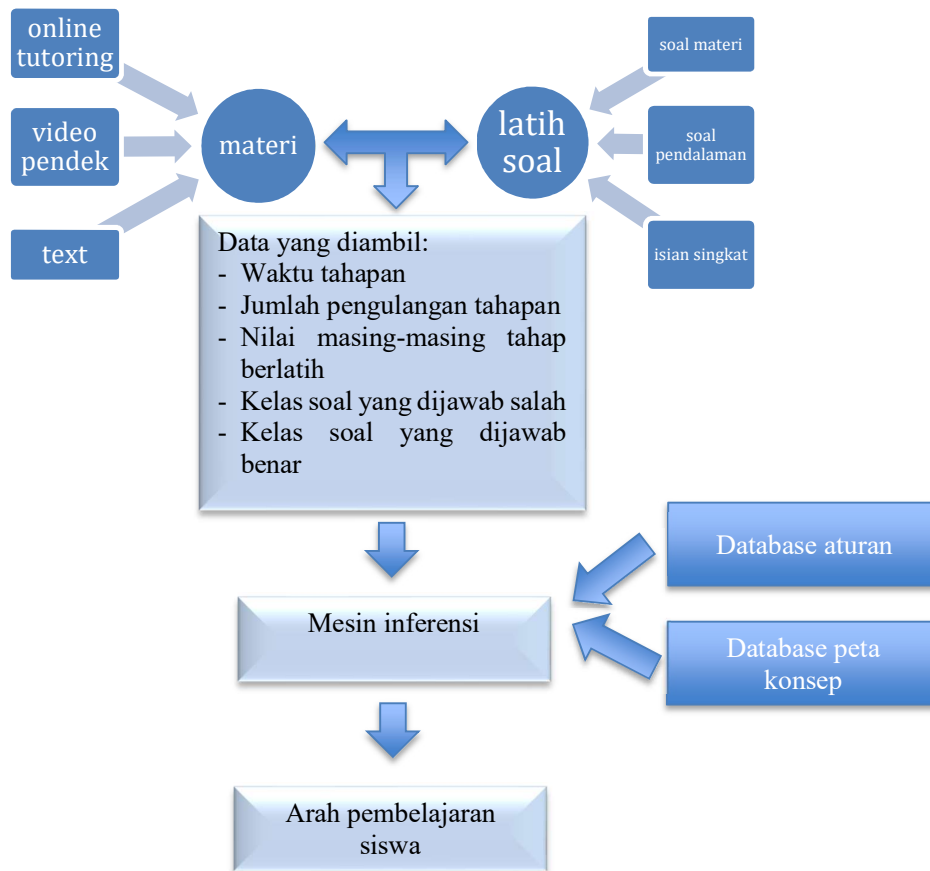 online
tutoring
video
pendek
text
materi
latih
soal
soal materi
soal
pendalaman
isian singkat
Data yang diambil:
- Waktu tahapan
- Jumlah pengulangan tahapan
- Nilai masing-masing tahap
berlatih
- Kelas soal yang dijawab salah
- Kelas soal yang dijawab
benar
Database aturan
Mesin inferensi
Database peta
konsep
Arah pembelajaran
siswa